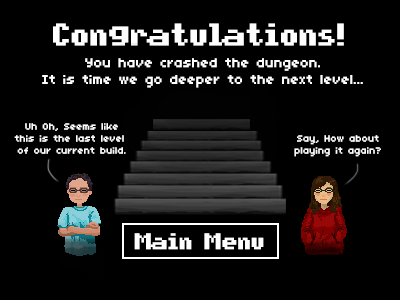 Congratulations!
You have crashed the dungeon.
It is time we go deeper to the next level...
Uh Oh, Seems like
this is the last level
of our current build.
Say, How about
playing it again?
Main Menu